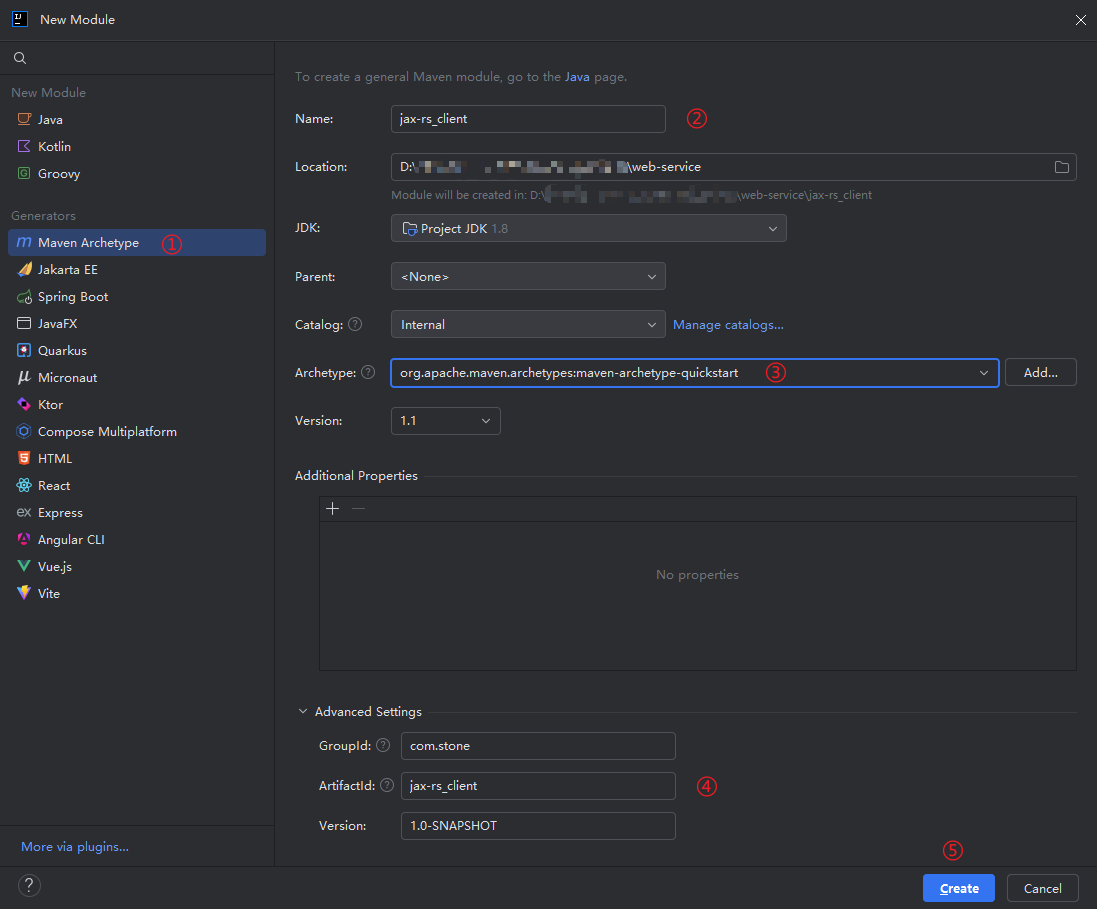 New Module
New Module
Java
Kotlin
Groovy
Generators
Maven Archetype ①
Jakarta EE
Spring Boot
JavaFX
Quarkus
Micronaut
Ktor
Compose Multiplatform
HTML
React
Express
Angular CLI
Vue.js
Vite
More via plugins...
To create a general Maven module, go to the Java page.
Name: jax-rs_client ②
Location: D:\ \web-service
Module will be created in: D:\ \web-service\jax-rs_client
JDK: Project JDK 1.8
Parent: <None>
Catalog: ? Internal Manage catalogs...
Archetype: ? org.apache.maven.archetypes:maven-archetype-quickstart ③ Add...
Version: 1.1
Additional Properties
No properties
Advanced Settings
GroupId: ? com.stone
ArtifactId: ? jax-rs_client ④
Version: 1.0-SNAPSHOT
⑤
? Create Cancel